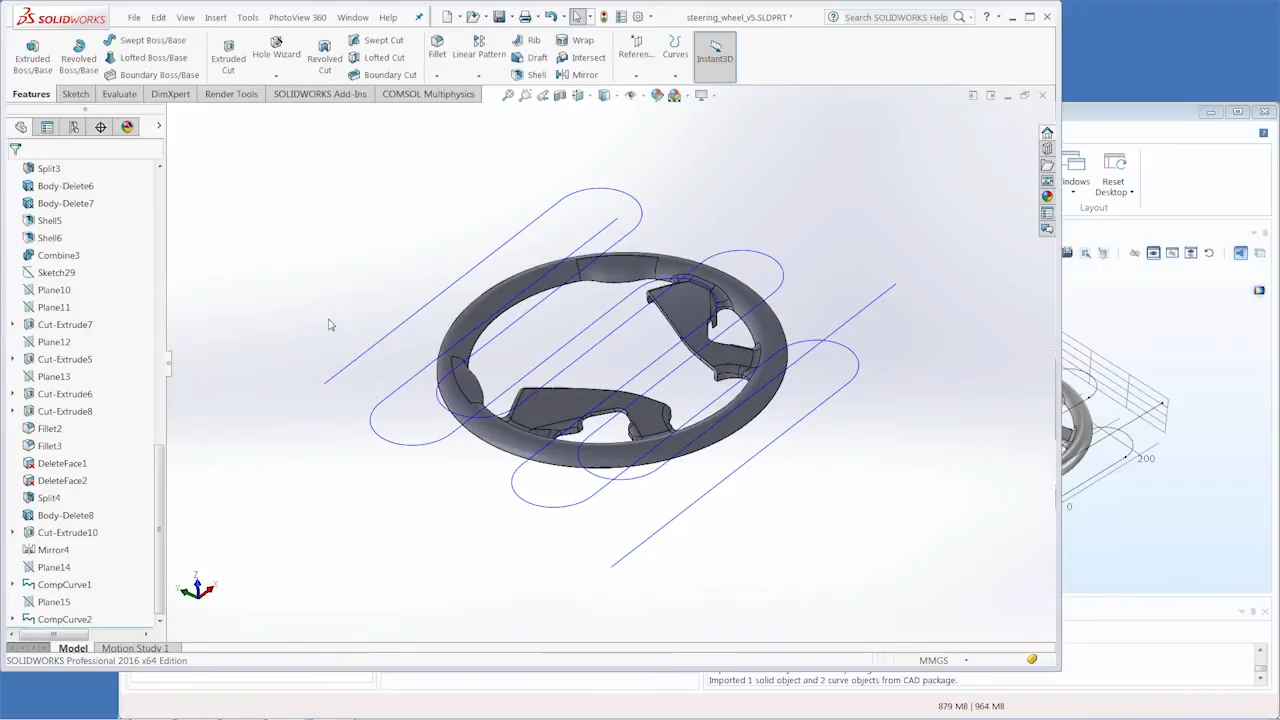 SOLIDWORKS File Edit View Insert Tools PhotoView 360 Window Help steering_wheel_v5.SLDPRT * Search SOLIDWORKS Help ?
Extruded Boss/Base
Revolved Boss/Base
Swept Boss/Base
Lofted Boss/Base
Boundary Boss/Base
Extruded Cut
Hole Wizard
Revolved Cut
Swept Cut
Lofted Cut
Boundary Cut
Fillet
Linear Pattern
Rib
Draft
Shell
Wrap
Intersect
Mirror
Referen...
Curves
Instant3D
Features Sketch Evaluate DimXpert Render Tools SOLIDWORKS Add-Ins COMSOL Multiphysics
Split3
Body-Delete6
Body-Delete7
Shell5
Shell6
Combine3
Sketch29
Plane10
Plane11
Cut-Extrude7
Plane12
Cut-Extrude5
Plane13
Cut-Extrude6
Cut-Extrude8
Fillet2
Fillet3
DeleteFace1
DeleteFace2
Split4
Body-Delete8
Cut-Extrude10
Mirror4
Plane14
CompCurve1
Plane15
CompCurve2
Z
Y
X
Model Motion Study 1
SOLIDWORKS Professional 2016 x64 Edition MMGS
indows
Reset Desktop
Layout
200
0
Imported 1 solid object and 2 curve objects from CAD package.
879 MB | 964 MB